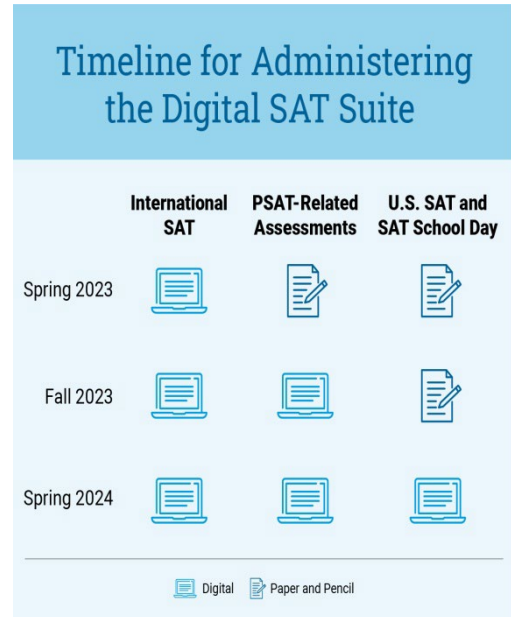 Timeline for Administering
the Digital SAT Suite
International
SAT
PSAT-Related
Assessments
U.S. SAT and
SAT School Day
Spring 2023
Fall 2023
Spring 2024
Digital
Paper and Pencil